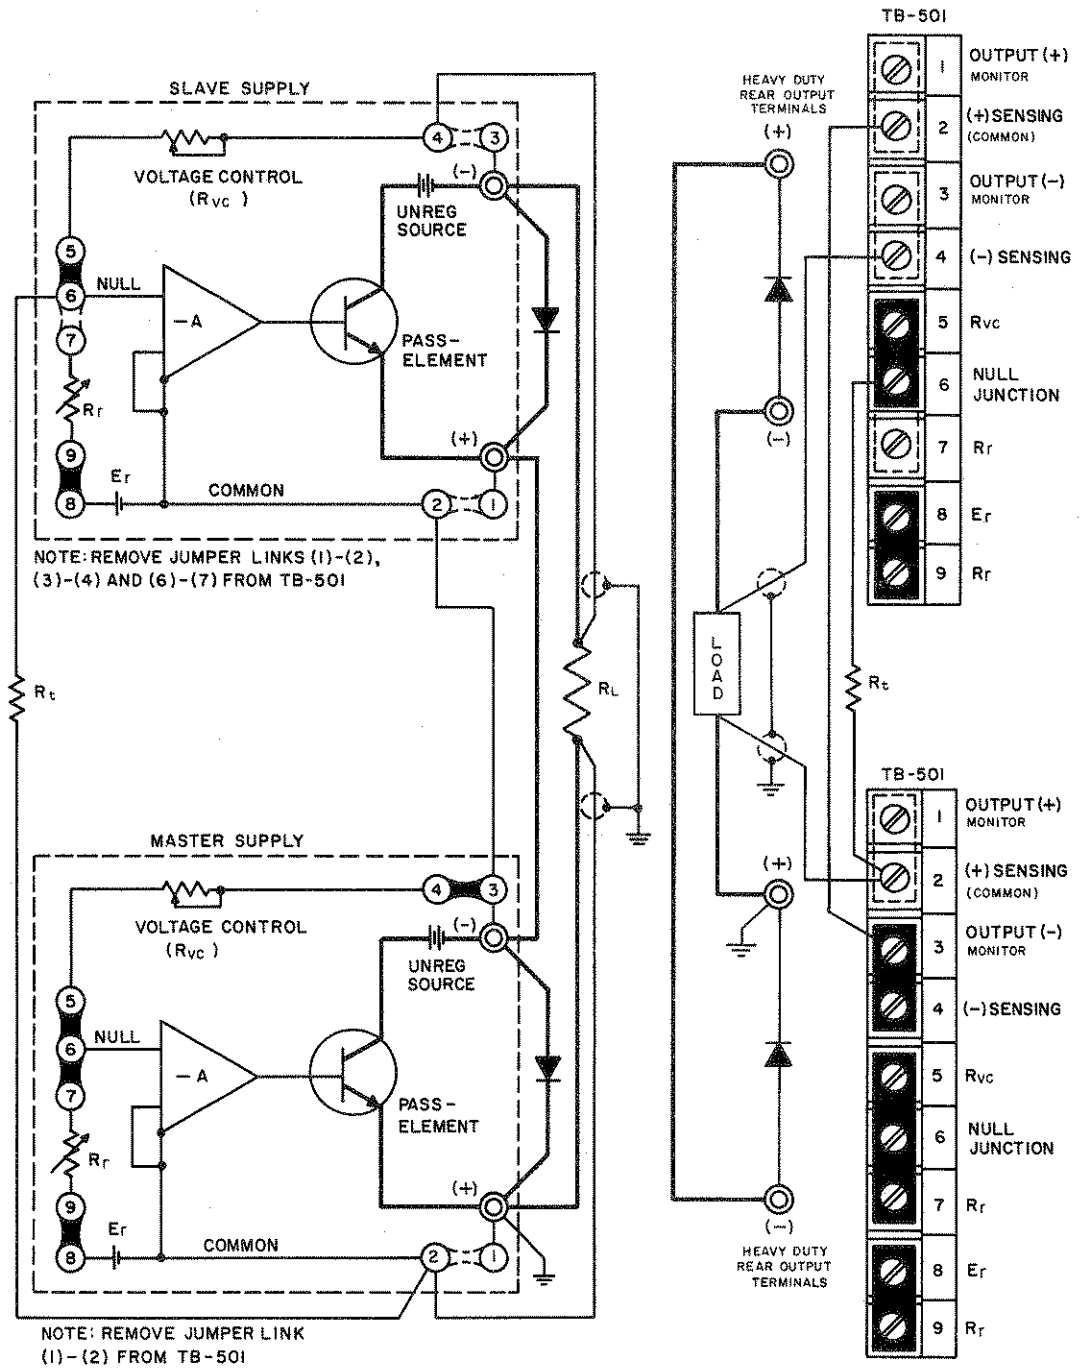 SLAVE SUPPLY
4
3
VOLTAGE CONTROL
(Rvc )
(-)
UNREG
SOURCE
5
NULL
6
-A
7
PASS-
ELEMENT
Rr
(+)
9
Er
COMMON
8
2
1
NOTE: REMOVE JUMPER LINKS (1)-(2),
(3)-(4) AND (6)-(7) FROM TB-501
Rt
RL
MASTER SUPPLY
4
3
VOLTAGE CONTROL
(Rvc )
(-)
UNREG
SOURCE
5
NULL
6
-A
7
PASS-
ELEMENT
Rr
(+)
9
Er
COMMON
8
2
1
NOTE: REMOVE JUMPER LINK
(1)-(2) FROM TB-501
HEAVY DUTY
REAR OUTPUT
TERMINALS
(+)
(-)
LOAD
(+)
(-)
HEAVY DUTY
REAR OUTPUT
TERMINALS
Rt
TB-501
1 OUTPUT (+)
MONITOR
2 (+) SENSING
(COMMON)
3 OUTPUT (-)
MONITOR
4 (-) SENSING
5 Rvc
6 NULL
JUNCTION
7 Rr
8 Er
9 Rr
TB-501
1 OUTPUT (+)
MONITOR
2 (+) SENSING
(COMMON)
3 OUTPUT (-)
MONITOR
4 (-) SENSING
5 Rvc
6 NULL
JUNCTION
7 Rr
8 Er
9 Rr